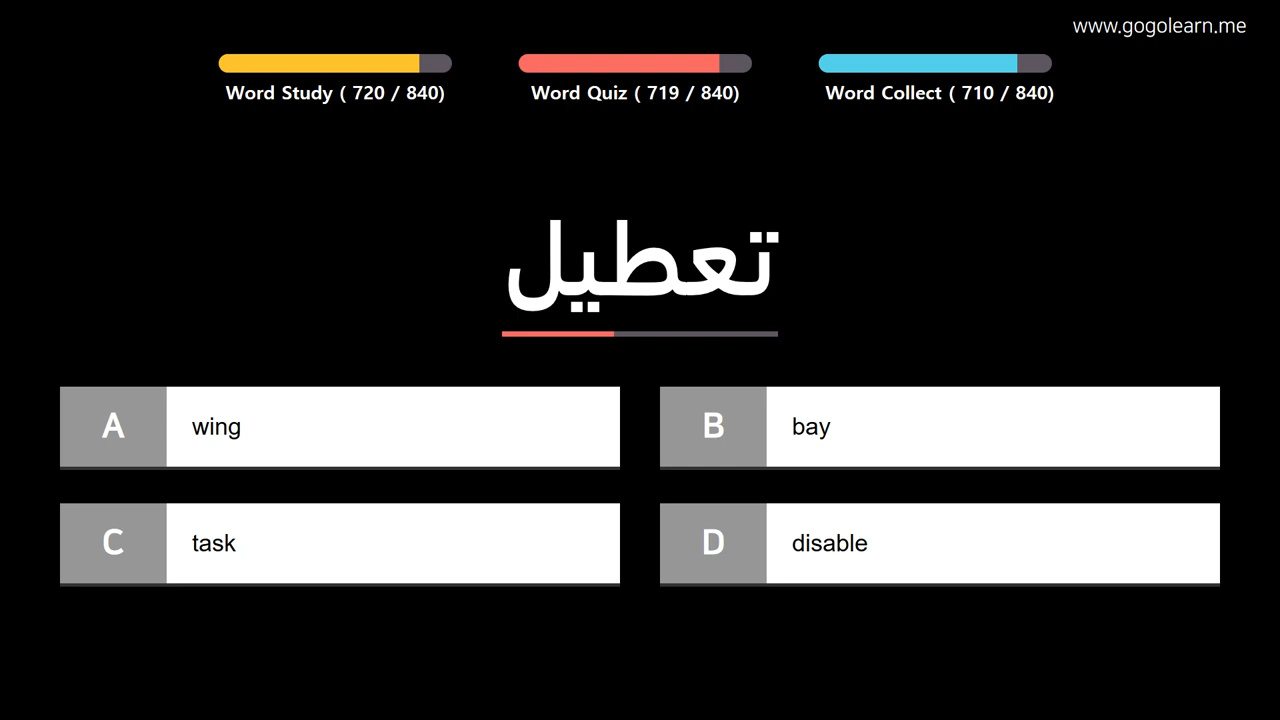 www.gogolearn.me
Word Study ( 720 / 840)
Word Quiz ( 719 / 840)
Word Collect ( 710 / 840)
تعطيل
A wing
B bay
C task
D disable